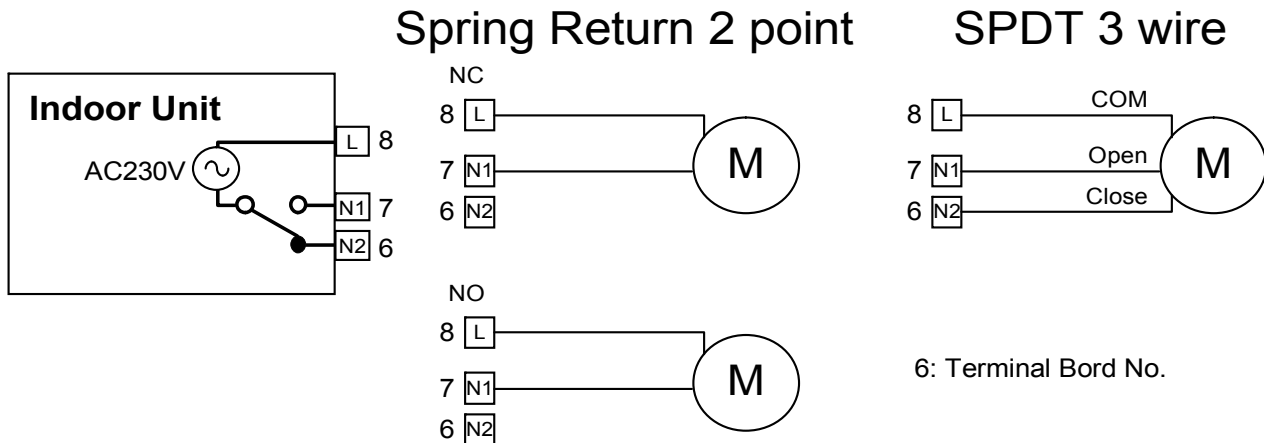 Spring Return 2 point
SPDT 3 wire
Indoor Unit
AC230V
L 8
N1 7
N2 6
NC
8 L
7 N1
6 N2
M
NO
8 L
7 N1
6 N2
M
8 L COM
7 N1 Open
6 N2 Close
M
6: Terminal Bord No.